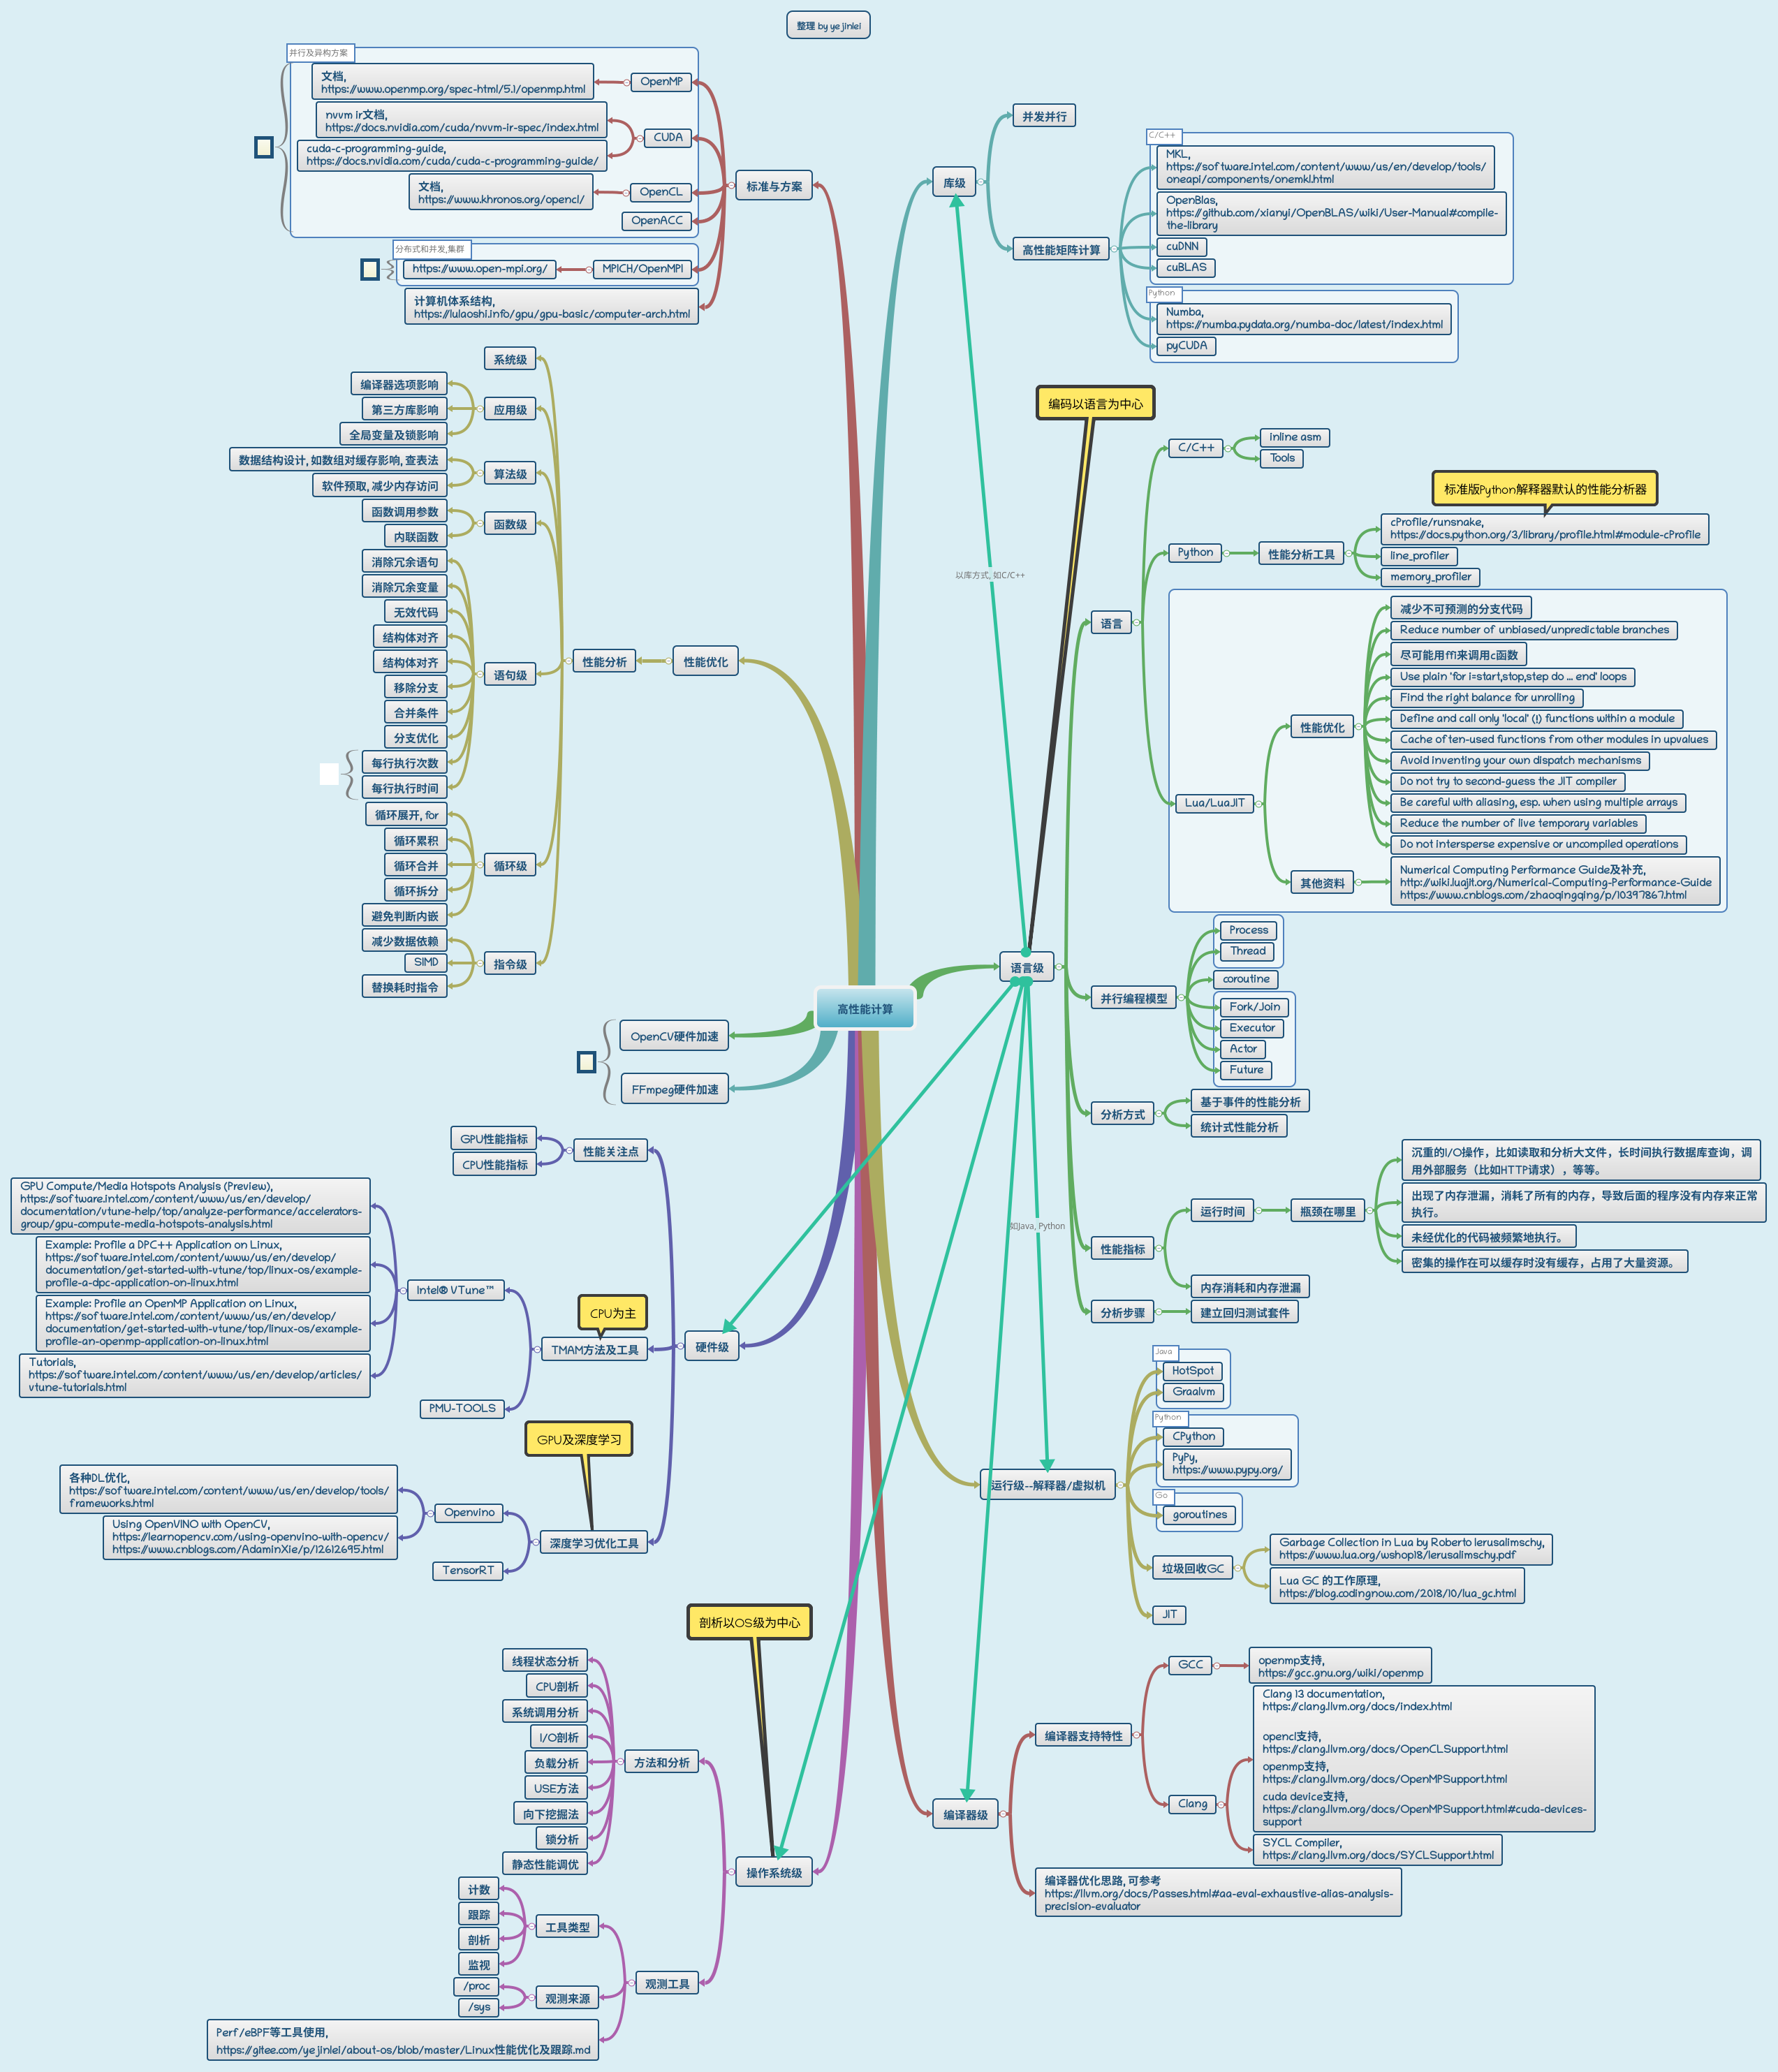 整理 by yejinlei
并行及异构方案
文档,
https://www.openmp.org/spec-html/5.1/openmp.html
OpenMP
nvvm ir文档,
https://docs.nvidia.com/cuda/nvvm-ir-spec/index.html
CUDA
cuda-c-programming-guide,
https://docs.nvidia.com/cuda/cuda-c-programming-guide/
文档,
https://www.khronos.org/opencl/
OpenCL
OpenACC
标准与方案
分布式和并发,集群
https://www.open-mpi.org/
MPICH/OpenMPI
计算机体系结构,
https://lulaoshi.info/gpu/gpu-basic/computer-arch.html
系统级
编译器选项影响
第三方库影响
全局变量及锁影响
应用级
数据结构设计, 如数组对缓存影响, 查表法
软件预取, 减少内存访问
算法级
函数调用参数
内联函数
函数级
消除冗余语句
消除冗余变量
无效代码
结构体对齐
结构体对齐
移除分支
合并条件
分支优化
每行执行次数
每行执行时间
语句级
循环展开, for
循环累积
循环合并
循环拆分
避免判断内嵌
循环级
减少数据依赖
SIMD
替换耗时指令
指令级
性能分析
性能优化
高性能计算
OpenCV硬件加速
FFmpeg硬件加速
GPU性能指标
CPU性能指标
性能关注点
GPU Compute/Media Hotspots Analysis (Preview),
https://software.intel.com/content/www/us/en/develop/
documentation/vtune-help/top/analyze-performance/accelerators-
group/gpu-compute-media-hotspots-analysis.html
Example: Profile a DPC++ Application on Linux,
https://software.intel.com/content/www/us/en/develop/
documentation/get-started-with-vtune/top/linux-os/example-
profile-a-dpc-application-on-linux.html
Example: Profile an OpenMP Application on Linux,
https://software.intel.com/content/www/us/en/develop/
documentation/get-started-with-vtune/top/linux-os/example-
profile-an-openmp-application-on-linux.html
Tutorials,
https://software.intel.com/content/www/us/en/develop/articles/
vtune-tutorials.html
Intel® VTune™
PMU-TOOLS
CPU为主
TMAM方法及工具
硬件级
GPU及深度学习
各种DL优化,
https://software.intel.com/content/www/us/en/develop/tools/
frameworks.html
Using OpenVINO with OpenCV,
https://learnopencv.com/using-openvino-with-opencv/
https://www.cnblogs.com/AdaminXie/p/12612695.html
Openvino
TensorRT
深度学习优化工具
剖析以OS级为中心
线程状态分析
CPU剖析
系统调用分析
I/O剖析
负载分析
USE方法
向下挖掘法
锁分析
静态性能调优
方法和分析
操作系统级
计数
跟踪
剖析
监视
工具类型
/proc
/sys
观测来源
观测工具
Perf/eBPF等工具使用,
https://gitee.com/yejinlei/about-os/blob/master/Linux性能优化及跟踪.md
库级
并发并行
高性能矩阵计算
C/C++
MKL,
https://software.intel.com/content/www/us/en/develop/tools/
oneapi/components/onemkl.html
OpenBlas,
https://github.com/xianyi/OpenBLAS/wiki/User-Manual#compile-
the-library
cuDNN
cuBLAS
Python
Numba,
https://numba.pydata.org/numba-doc/latest/index.html
pyCUDA
编码以语言为中心
以库方式, 如C/C++
语言级
语言
C/C++
inline asm
Tools
标准版Python解释器默认的性能分析器
Python
性能分析工具
cProfile/runsnake,
https://docs.python.org/3/library/profile.html#module-cProfile
line_profiler
memory_profiler
Lua/LuaJIT
性能优化
减少不可预测的分支代码
Reduce number of unbiased/unpredictable branches
尽可能用ffi来调用c函数
Use plain 'for i=start,stop,step do ... end' loops
Find the right balance for unrolling
Define and call only 'local' (!) functions within a module
Cache of ten-used functions from other modules in upvalues
Avoid inventing your own dispatch mechanisms
Do not try to second-guess the JIT compiler
Be careful with aliasing, esp. when using multiple arrays
Reduce the number of live temporary variables
Do not intersperse expensive or uncompiled operations
其他资料
Numerical Computing Performance Guide及补充,
http://wiki.luajit.org/Numerical-Computing-Performance-Guide
https://www.cnblogs.com/zhaoqingqing/p/10397867.html
并行编程模型
Process
Thread
coroutine
Fork/Join
Executor
Actor
Future
分析方式
基于事件的性能分析
统计式性能分析
性能指标
运行时间
瓶颈在哪里
沉重的I/O操作，比如读取和分析大文件，长时间执行数据库查询，调
用外部服务（比如HTTP请求），等等。
出现了内存泄漏，消耗了所有的内存，导致后面的程序没有内存来正常
执行。
未经优化的代码被频繁地执行。
密集的操作在可以缓存时没有缓存，占用了大量资源。
内存消耗和内存泄漏
分析步骤
建立回归测试套件
如Java, Python
运行级--解释器/虚拟机
Java
HotSpot
Graalvm
Python
CPython
PyPy,
https://www.pypy.org/
Go
goroutines
垃圾回收GC
Garbage Collection in Lua by Roberto Ierusalimschy,
https://www.lua.org/wshop18/Ierusalimschy.pdf
Lua GC 的工作原理,
https://blog.codingnow.com/2018/10/lua_gc.html
JIT
编译器级
编译器支持特性
GCC
openmp支持,
https://gcc.gnu.org/wiki/openmp
Clang
Clang 13 documentation,
https://clang.llvm.org/docs/index.html
opencl支持,
https://clang.llvm.org/docs/OpenCLSupport.html
openmp支持,
https://clang.llvm.org/docs/OpenMPSupport.html
cuda device支持,
https://clang.llvm.org/docs/OpenMPSupport.html#cuda-devices-
support
SYCL Compiler,
https://clang.llvm.org/docs/SYCLSupport.html
编译器优化思路, 可参考
https://llvm.org/docs/Passes.html#aa-eval-exhaustive-alias-analysis-
precision-evaluator